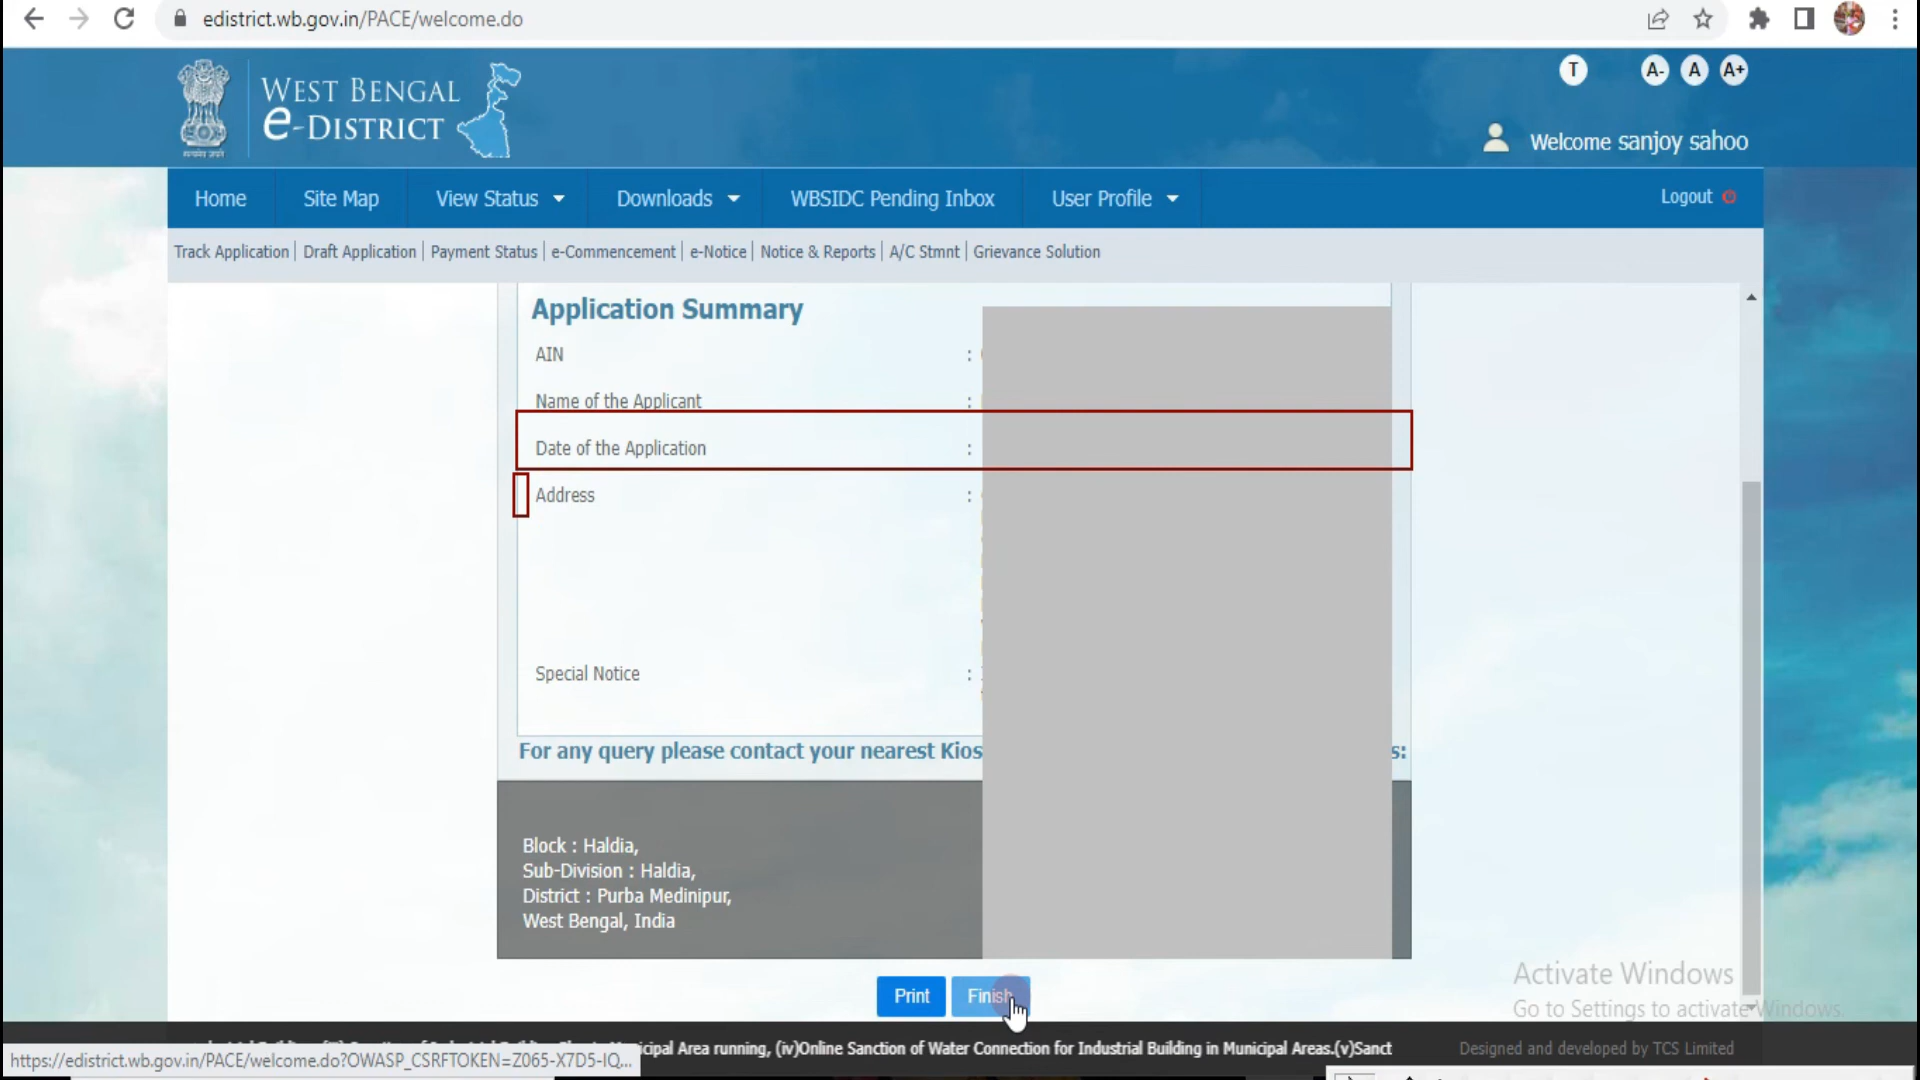 edistrict.wb.gov.in/PACE/welcome.do
WEST BENGAL
e-DISTRICT
T A- A A+
Welcome sanjoy sahoo
Home Site Map View Status Downloads WBSIDC Pending Inbox User Profile Logout
Track Application | Draft Application | Payment Status | e-Commencement | e-Notice | Notice & Reports | A/C Stmnt | Grievance Solution
Application Summary
AIN :
Name of the Applicant :
Date of the Application :
Address :
Special Notice :
For any query please contact your nearest Kios s:
Block : Haldia,
Sub-Division : Haldia,
District : Purba Medinipur,
West Bengal, India
Print Finish
Activate Windows
Go to Settings to activate Windows.
icipal Area running, (iv)Online Sanction of Water Connection for Industrial Building in Municipal Areas.(v)Sanct
Designed and developed by TCS Limited
https://edistrict.wb.gov.in/PACE/welcome.do?OWASP_CSRFTOKEN=Z065-X7D5-IQ...